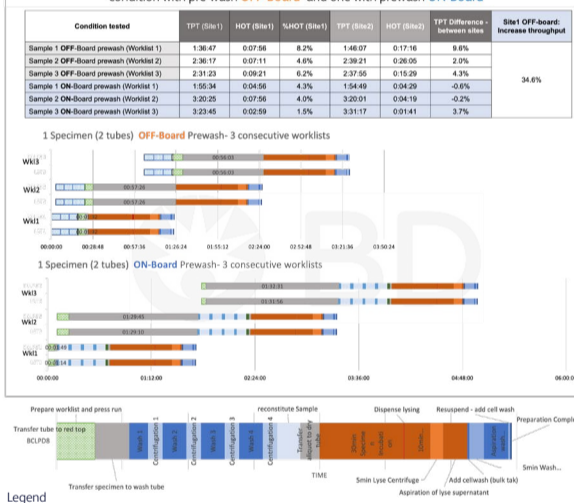 condition with pre-wash OFF-Board and one with prewash ON-Board
Condition tested TPT (Site1) HOT (Site1) %HOT (Site1) TPT (Site2) HOT (Site2) TPT Difference - between sites Site1 OFF-board: Increase throughput
Sample 1 OFF-Board prewash (Worklist 1) 1:36:47 0:07:56 8.2% 1:46:07 0:17:16 9.6%
Sample 2 OFF-Board prewash (Worklist 2) 2:36:17 0:07:11 4.6% 2:39:21 0:26:05 2.0%
Sample 3 OFF-Board prewash (Worklist 3) 2:31:23 0:09:21 6.2% 2:37:55 0:15:29 4.3%
34.6%
Sample 1 ON-Board prewash (Worklist 1) 1:55:34 0:04:56 4.3% 1:54:49 0:04:29 -0.6%
Sample 2 ON-Board prewash (Worklist 2) 3:20:25 0:07:56 4.0% 3:20:01 0:04:19 -0.2%
Sample 3 ON-Board prewash (Worklist 3) 3:23:45 0:02:59 1.5% 3:31:17 0:01:41 3.7%
1 Specimen (2 tubes) OFF-Board Prewash- 3 consecutive worklists
Wkl3
00:56:03
00:56:03
Wkl2
00:57:26
00:57:26
Wkl1
00:00:00 00:28:48 00:57:36 01:26:24 01:55:12 02:24:00 02:52:48 03:21:36 03:50:24
BD
1 Specimen (2 tubes) ON-Board Prewash- 3 consecutive worklists
Wkl3
01:31:56
Wkl2
01:29:45
Wkl1
00:00:00 01:12:00 02:24:00 03:36:00 04:48:00 06:00:00
Prepare worklist and press run
reconstitute Sample
Dispense lysing
Resuspend - add cell wash
Preparation Comple
Transfer tube to red top
BCLPDB
Wash 1
Centrifugation 1
Wash 2
Centrifugation 2
Wash 3
Centrifugation 3
Wash 4
Centrifugation 4
Transfer aliquot to dry tube
Aspiration
TIME
5min Wash...
Transfer specimen to wash tube
5min Lyse Centrifuge
Add cellwash (bulk tak)
Aspiration of lyse supernatant
Legend